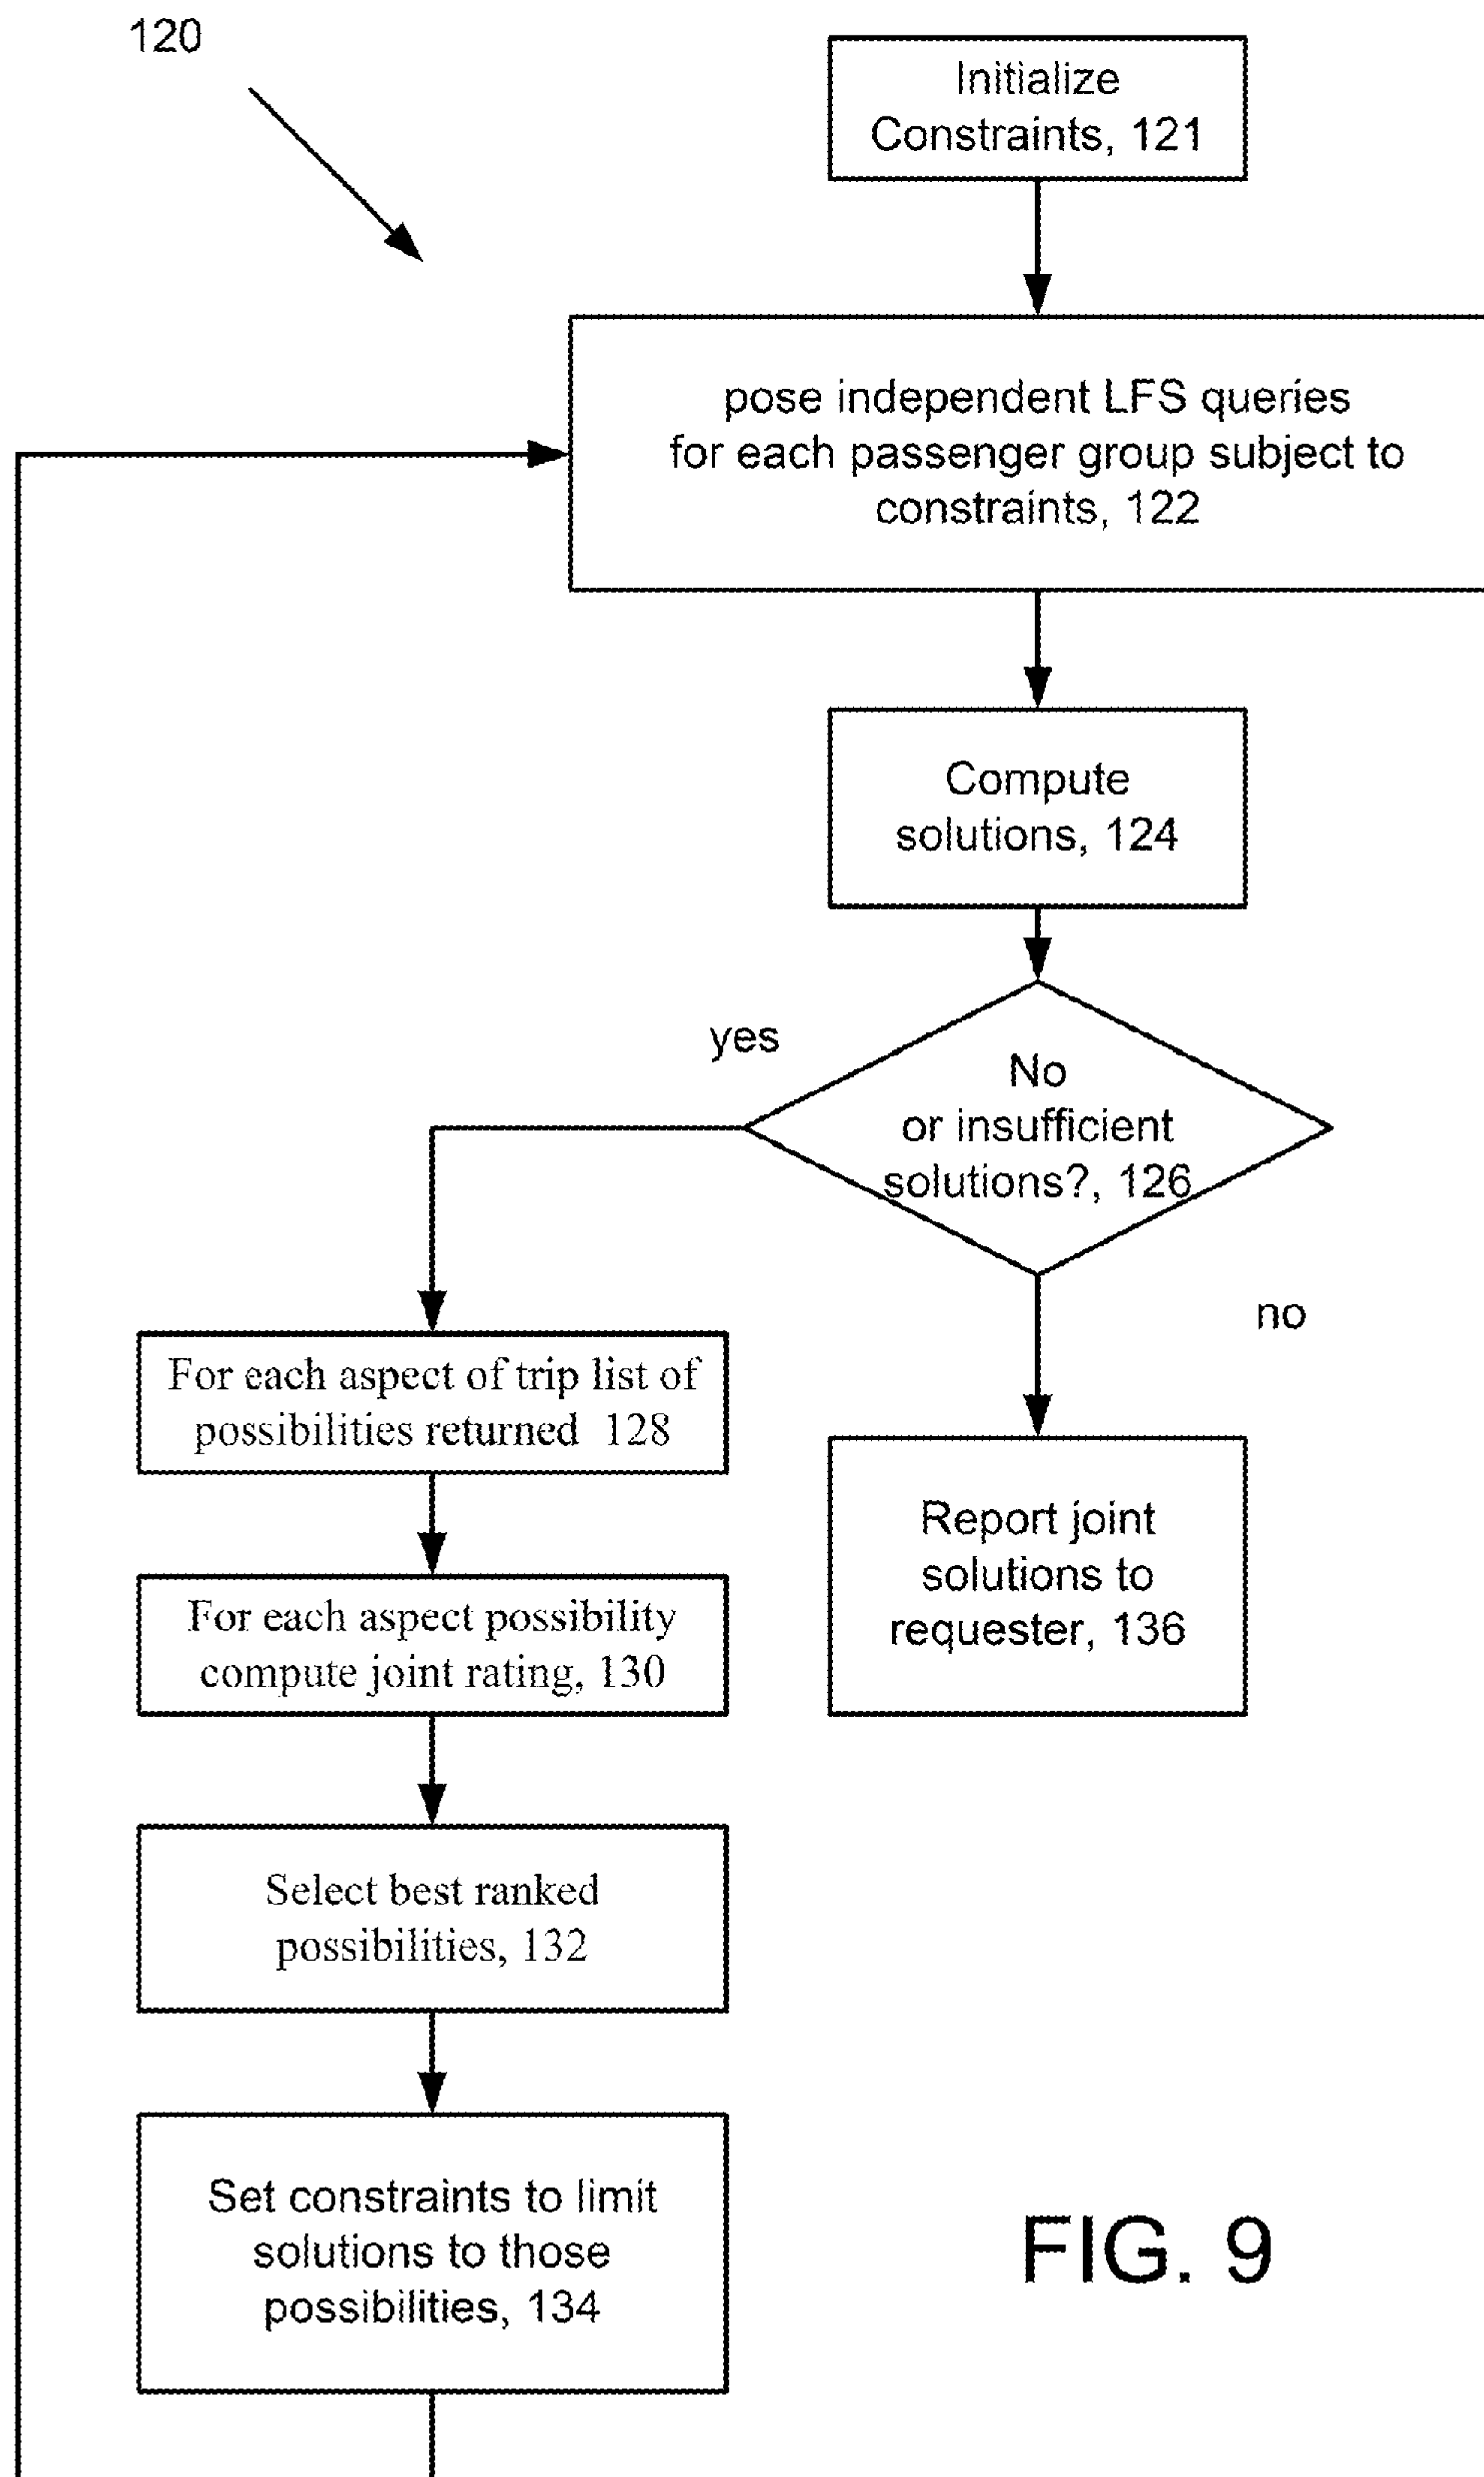 120
Initialize
Constraints, 121
pose independent LFS queries
for each passenger group subject to
constraints, 122
Compute
solutions, 124
yes
No
or insufficient
solutions?, 126
no
For each aspect of trip list of
possibilities returned 128
Report joint
solutions to
requester, 136
For each aspect possibility
compute joint rating, 130
Select best ranked
possibilities, 132
Set constraints to limit
solutions to those
possibilities, 134
FIG. 9